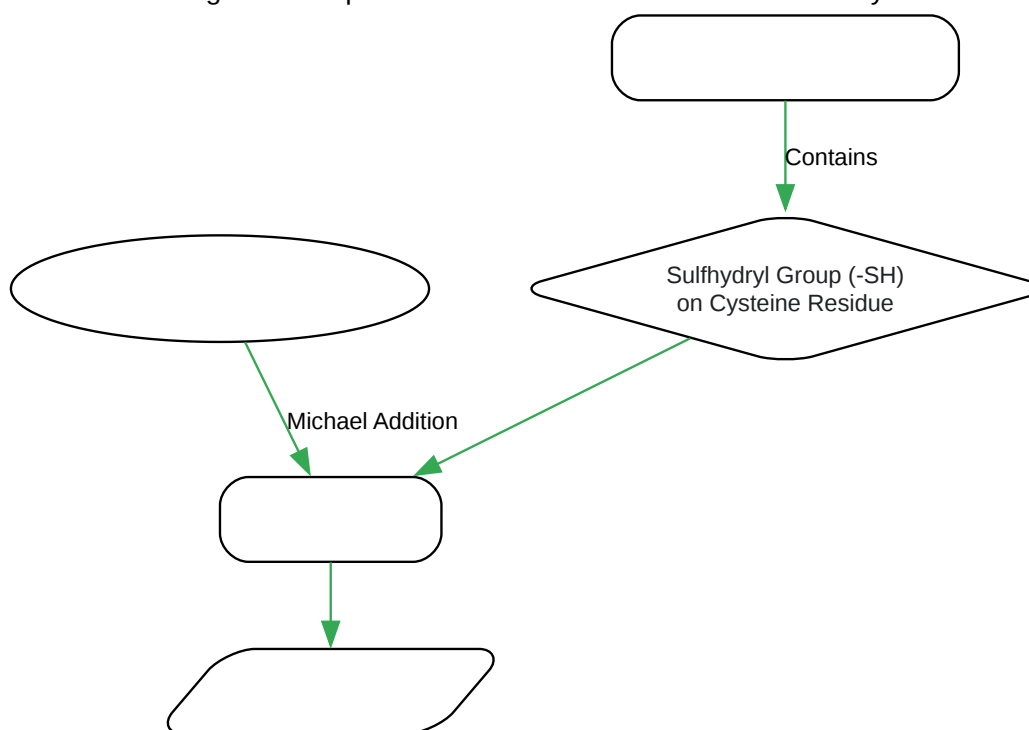 Contains
Sulfhydryl Group (-SH)
on Cysteine Residue
Michael Addition